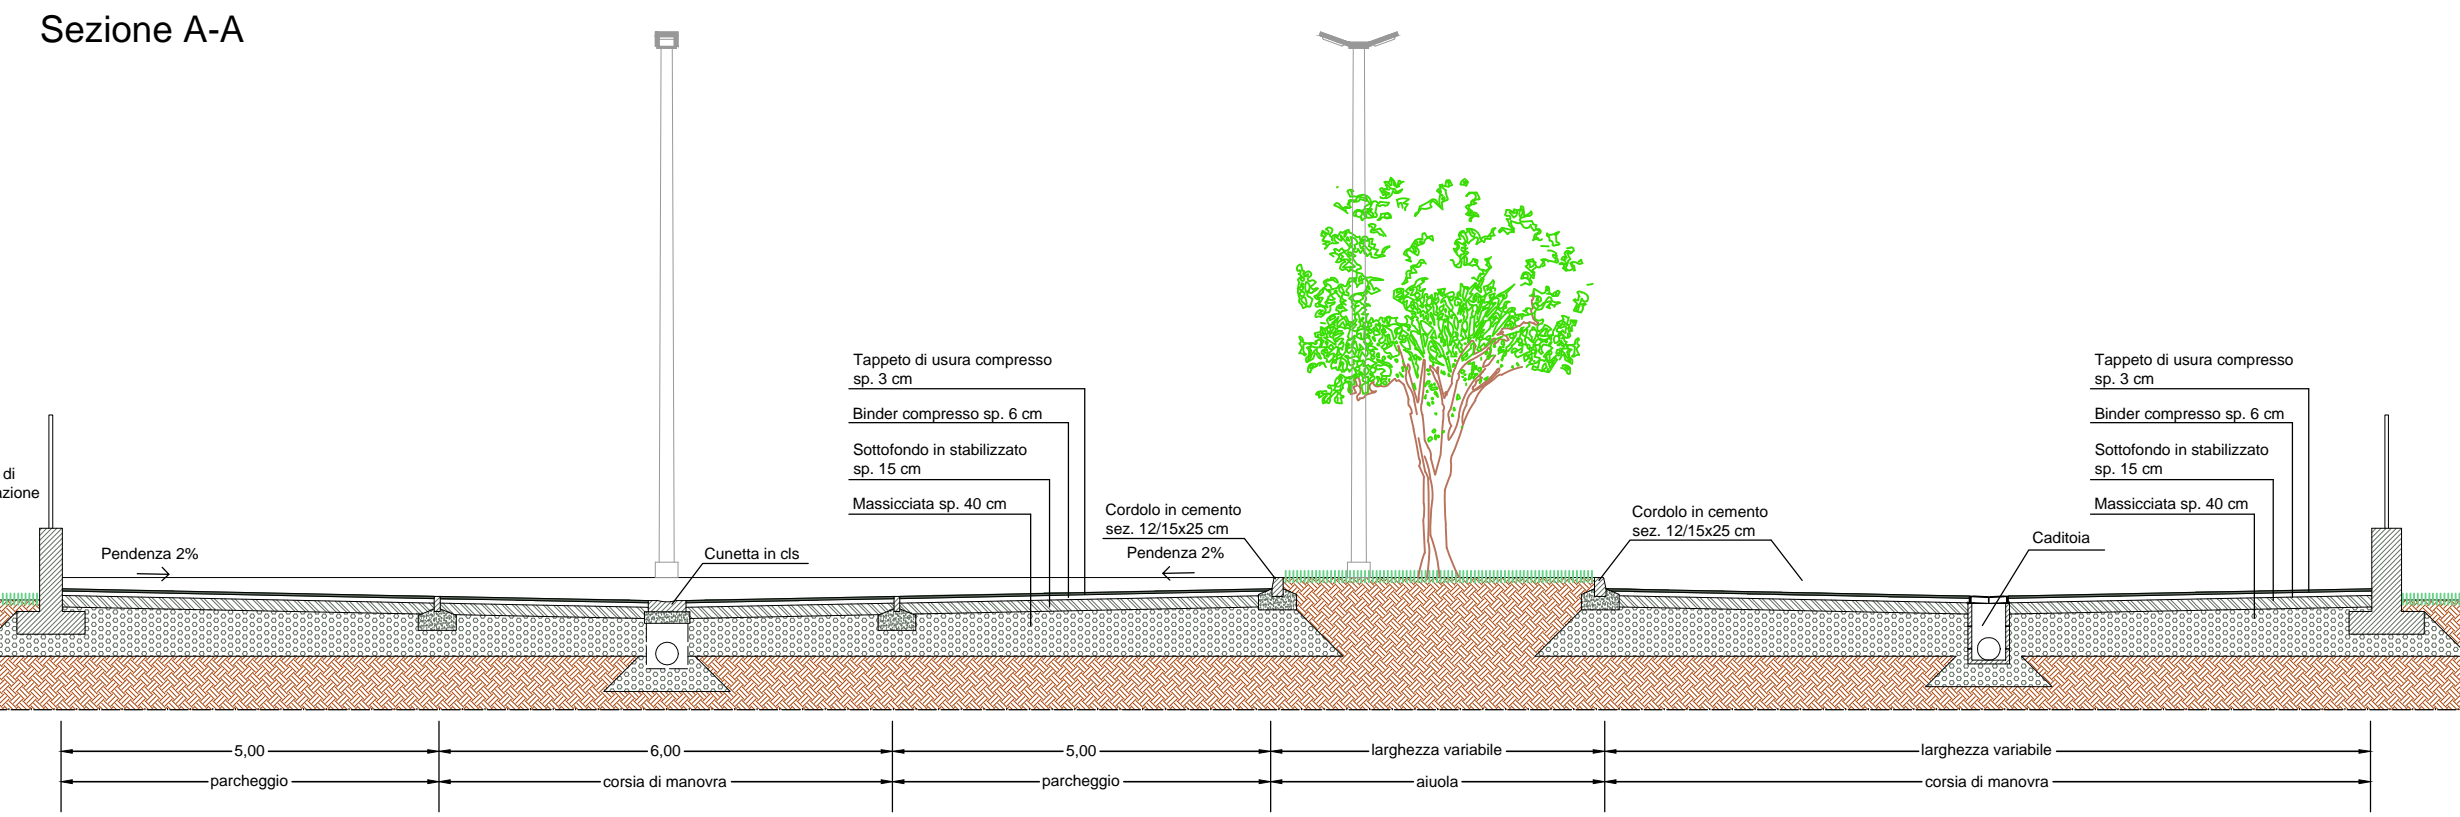 Sezione A-A
Tappeto di usura compresso
sp. 3 cm
Binder compresso sp. 6 cm
Sottofondo in stabilizzato
sp. 15 cm
Massicciata sp. 40 cm
Tappeto di usura compresso
sp. 3 cm
Binder compresso sp. 6 cm
Sottofondo in stabilizzato
sp. 15 cm
Massicciata sp. 40 cm
di
azione
Pendenza 2%
Cunetta in cls
Cordolo in cemento
sez. 12/15x25 cm
Pendenza 2%
Cordolo in cemento
sez. 12/15x25 cm
Caditoia
5,00
6,00
5,00
larghezza variabile
larghezza variabile
parcheggio
corsia di manovra
parcheggio
aiuola
corsia di manovra